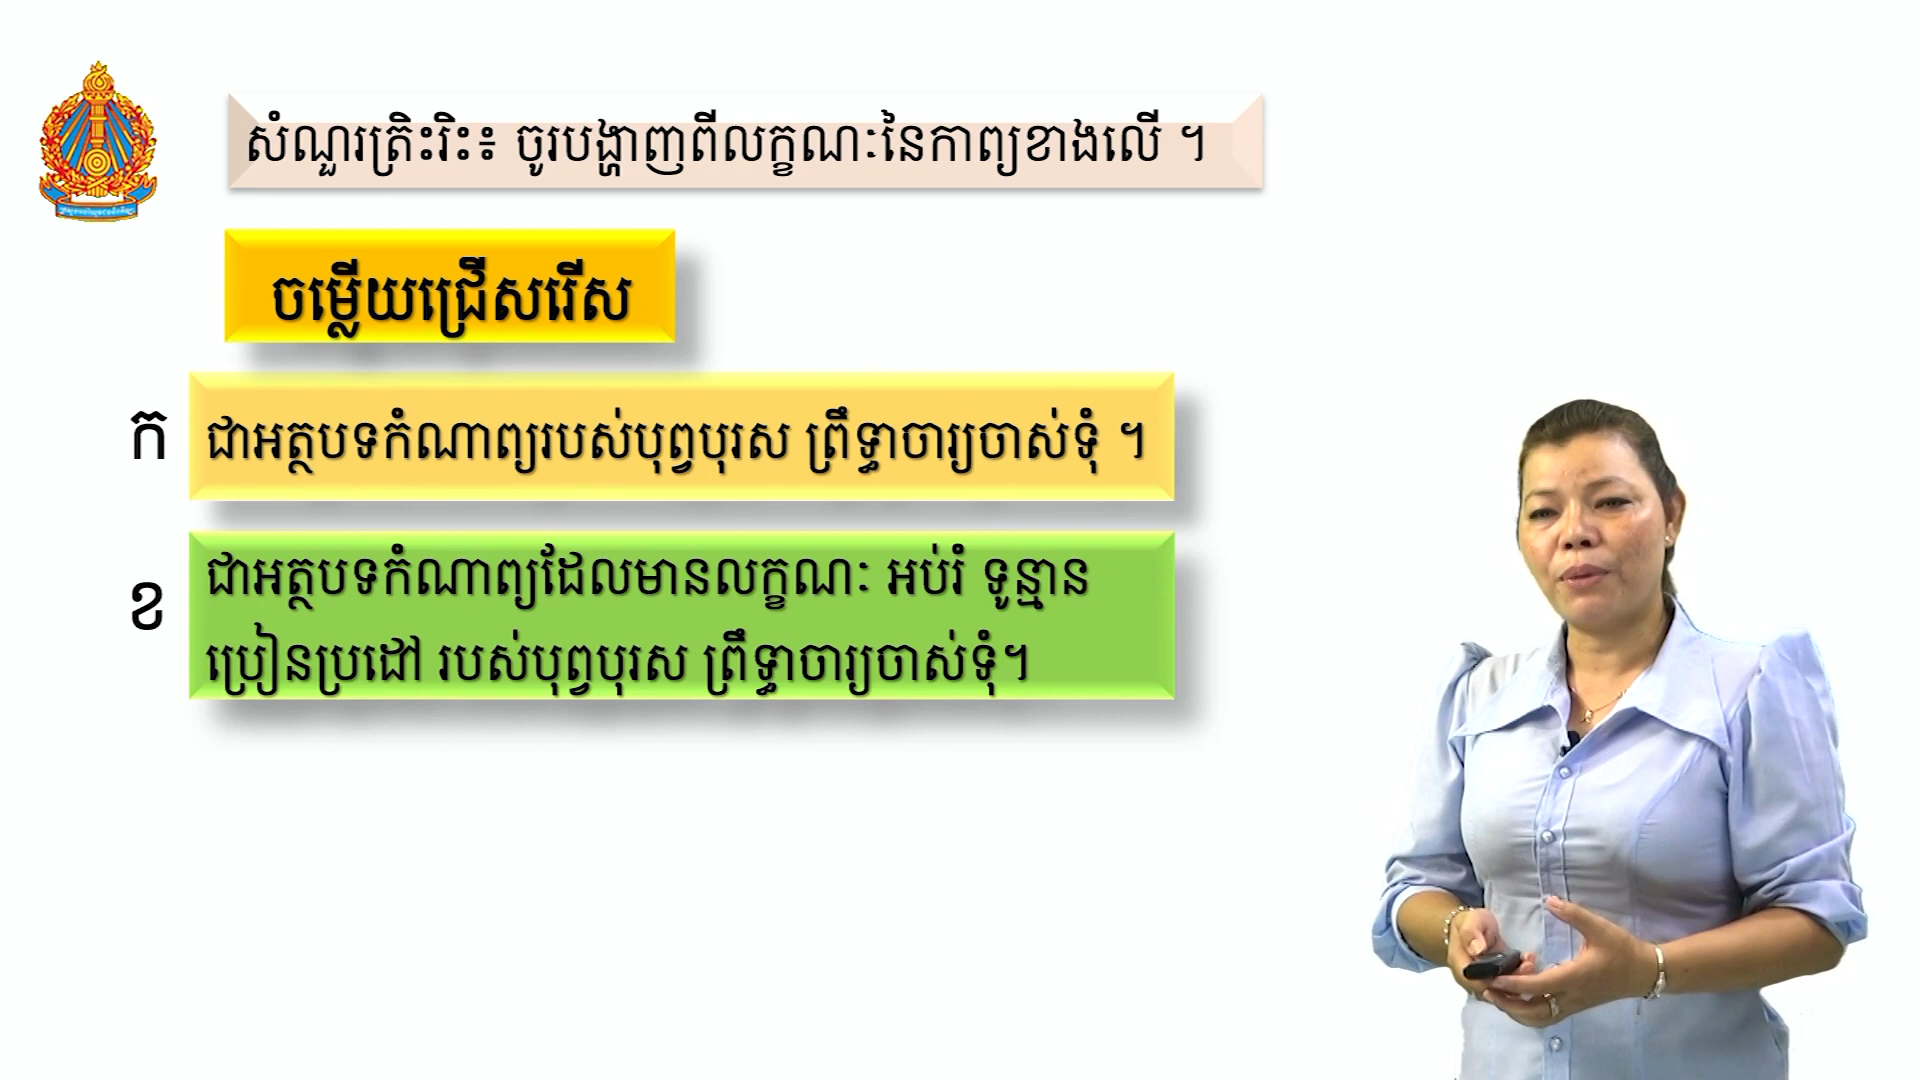 សំណួរត្រិះរិះ៖ ចូរបង្ហាញពីលក្ខណៈនៃកាព្យខាងលើ ។
ចម្លើយជ្រើសរើស
ក ជាអត្ថបទកំណាព្យរបស់បុព្វបុរស ព្រឹទ្ធាចារ្យចាស់ទុំ ។
ខ ជាអត្ថបទកំណាព្យដែលមានលក្ខណៈ អប់រំ ទូន្មាន
ប្រៀនប្រដៅ របស់បុព្វបុរស ព្រឹទ្ធាចារ្យចាស់ទុំ។